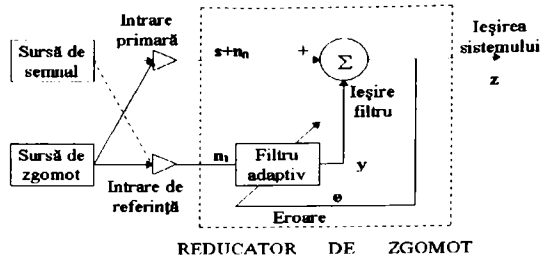 Intrare
primară
Ieşirea
sistemului
Sursă de
semnal
s+n₀
+
Σ
z
Ieşire
filtru
Sursă de
zgomot
n₁
Filtru
adaptiv
y
Intrare de
referinţă
e
Eroare
REDUCATOR DE ZGOMOT